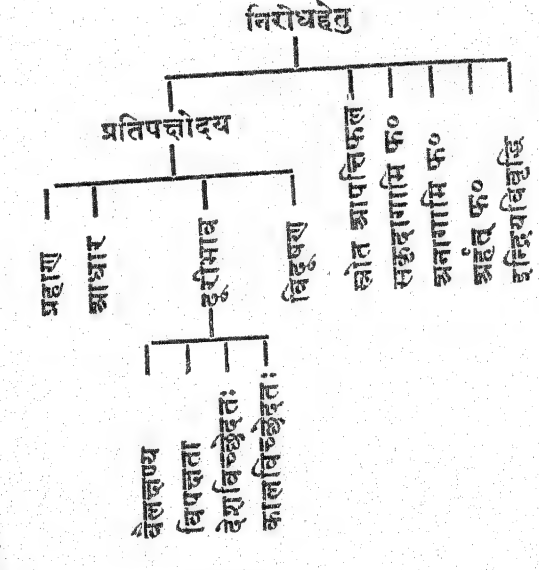 निरोधहेतु
प्रतिपक्षोदय
स्रोत आपत्तिफल
सकृदागामि फ०
अनागामि फ०
अर्हत् फ०
इन्द्रियविवृद्धि
प्रहाण
आधार
दूरीभाव
विदूषण
वैलक्षण्य
विपक्षता
देशविच्छेदतः
कालविच्छेदतः